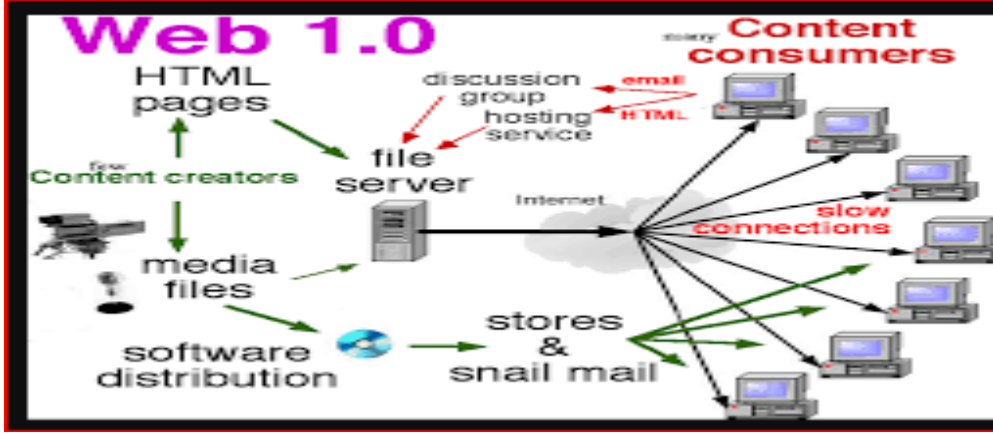 Web 1.0
many Content
consumers
HTML
pages
discussion
group
email
HTML
hosting
service
file
server
few
Content creators
Internet
slow
connections
media
files
stores
&
snail mail
software
distribution